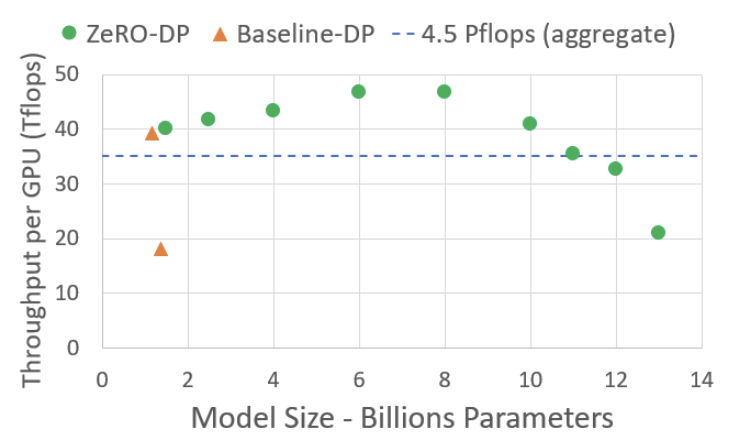 ZeRO-DP Baseline-DP 4.5 Pflops (aggregate)
Throughput per GPU (Tflops)
50
40
30
20
10
0
0 2 4 6 8 10 12 14
Model Size - Billions Parameters